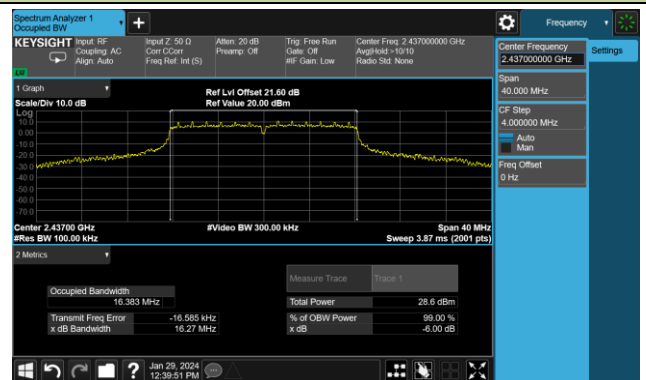 Spectrum Analyzer 1
Occupied BW
Frequency
KEYSIGHT
Input: RF
Coupling: AC
Align: Auto
Input Z: 50 Ω
Corr CCorr
Freq Ref: Int (S)
Atten: 20 dB
Preamp: Off
Trig: Free Run
Gate: Off
#IF Gain: Low
Center Freq: 2.437000000 GHz
Avg|Hold:>10/10
Radio Std: None
Center Frequency
2.437000000 GHz
Settings
Span
40.000 MHz
CF Step
4.000000 MHz
Auto
Man
Freq Offset
0 Hz
1 Graph
Scale/Div 10.0 dB
Ref Lvl Offset 21.60 dB
Ref Value 20.00 dBm
Log
10.0
0.00
-10.0
-20.0
-30.0
-40.0
-50.0
-60.0
-70.0
Center 2.43700 GHz
#Video BW 300.00 kHz
Span 40 MHz
#Res BW 100.00 kHz
Sweep 3.87 ms (2001 pts)
2 Metrics
Measure Trace
Trace 1
Occupied Bandwidth
16.383 MHz
Total Power
28.6 dBm
Transmit Freq Error
-16.585 kHz
% of OBW Power
99.00 %
x dB Bandwidth
16.27 MHz
x dB
-6.00 dB
?
Jan 29, 2024
12:39:51 PM